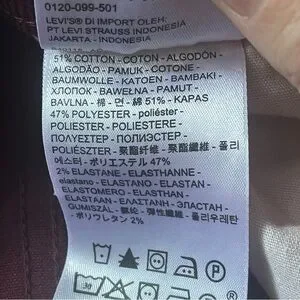 0120-099-501
LEVI'S® DI IMPORT OLEH:
PT LEVI STRAUSS INDONESIA
JAKARTA - INDONESIA
51% COTTON - COTON - ALGODÓN -
ALGODÃO - PAMUK - COTONE -
BAUMWOLLE - KATOEN - BAMBAKI -
ХЛОПОК - BAWEŁNA - PAMUT -
BAVLNA - 棉 - 면 - 綿 51% - KAPAS
47% POLYESTER - poliéster -
POLIESTER - POLIESTERE -
ΠΟΛΥΕΣΤΕΡ - ПОЛИЭСТЕР -
POLIÉSZTER - 聚酯纖維 - 聚酯纤维 - 폴리
에스터 - ポリエステル 47%
2% ELASTANE - ELASTHANNE -
elastano - ELASTANO - ELASTAN -
ELASTOMERO - ELASTHAN -
ELASTAAN - ΕΛΑΣΤΑΝΗ - ЭЛАСТАН -
GUMISZÁL - 彈性纖維 - 폴리우레탄
- ポリウレタン 2%
30
P